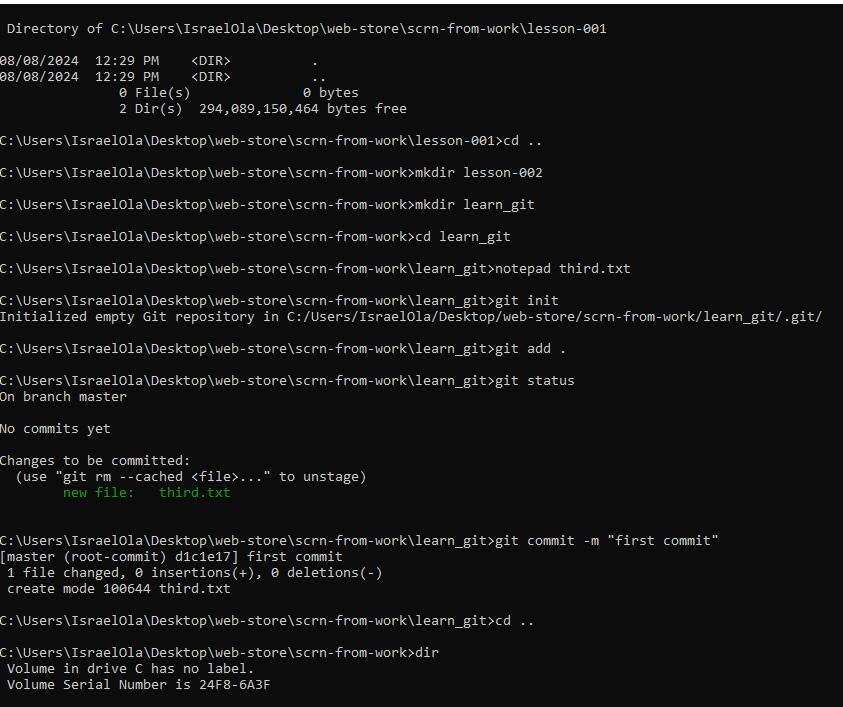 Directory of C:\Users\IsraelOla\Desktop\web-store\scrn-from-work\lesson-001
08/08/2024  12:29 PM    <DIR>          .
08/08/2024  12:29 PM    <DIR>          ..
               0 File(s)              0 bytes
               2 Dir(s)  294,089,150,464 bytes free
C:\Users\IsraelOla\Desktop\web-store\scrn-from-work\lesson-001>cd ..
C:\Users\IsraelOla\Desktop\web-store\scrn-from-work>mkdir lesson-002
C:\Users\IsraelOla\Desktop\web-store\scrn-from-work>mkdir learn_git
C:\Users\IsraelOla\Desktop\web-store\scrn-from-work>cd learn_git
C:\Users\IsraelOla\Desktop\web-store\scrn-from-work\learn_git>notepad third.txt
C:\Users\IsraelOla\Desktop\web-store\scrn-from-work\learn_git>git init
Initialized empty Git repository in C:/Users/IsraelOla/Desktop/web-store/scrn-from-work/learn_git/.git/
C:\Users\IsraelOla\Desktop\web-store\scrn-from-work\learn_git>git add .
C:\Users\IsraelOla\Desktop\web-store\scrn-from-work\learn_git>git status
On branch master
No commits yet
Changes to be committed:
  (use "git rm --cached <file>..." to unstage)
        new file:   third.txt
C:\Users\IsraelOla\Desktop\web-store\scrn-from-work\learn_git>git commit -m "first commit"
[master (root-commit) d1c1e17] first commit
 1 file changed, 0 insertions(+), 0 deletions(-)
 create mode 100644 third.txt
C:\Users\IsraelOla\Desktop\web-store\scrn-from-work\learn_git>cd ..
C:\Users\IsraelOla\Desktop\web-store\scrn-from-work>dir
 Volume in drive C has no label.
 Volume Serial Number is 24F8-6A3F